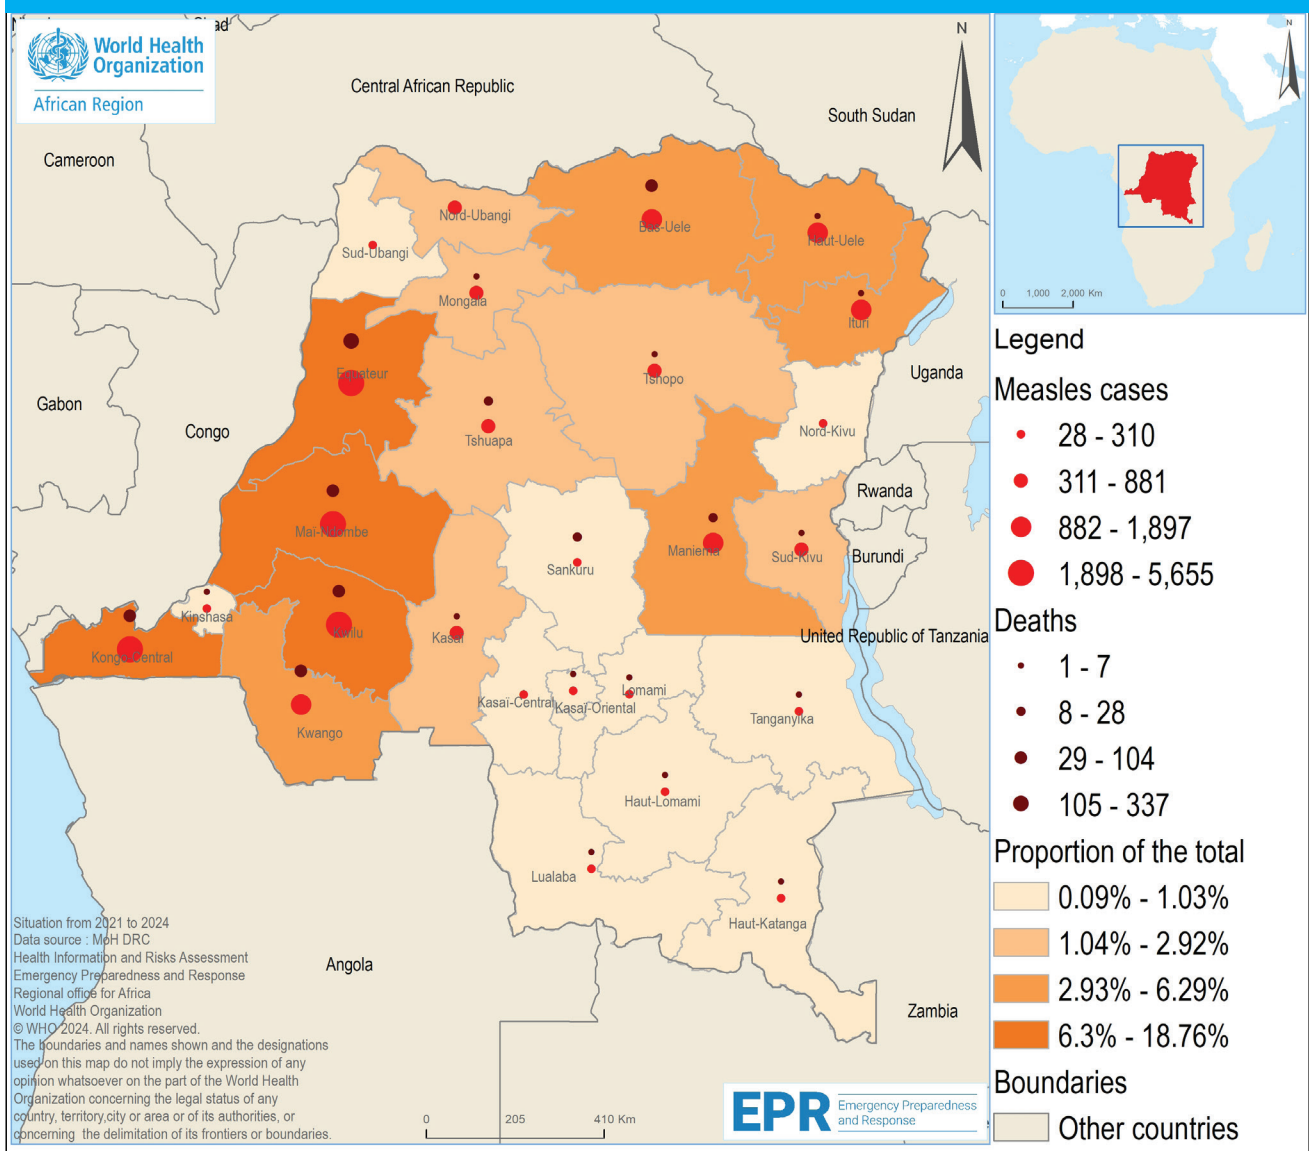 Chad
World Health
Organization
African Region
Central African Republic
South Sudan
Cameroon
N
N
0 1,000 2,000 Km
Nord-Ubangi
Bas-Uele
Haut-Uele
Sud-Ubangi
Mongala
Ituri
Equateur
Tshopo
Uganda
Gabon
Congo
Tshuapa
Nord-Kivu
Rwanda
Maï-Ndombe
Maniema
Sud-Kivu
Burundi
Sankuru
Kinshasa
Kwilu
Kasaï
United Republic of Tanzania
Kongo-Central
Kasaï-Central
Kasaï-Oriental
Lomami
Tanganyika
Kwango
Haut-Lomami
Lualaba
Haut-Katanga
Angola
Zambia
Legend
Measles cases
28 - 310
311 - 881
882 - 1,897
1,898 - 5,655
Deaths
1 - 7
8 - 28
29 - 104
105 - 337
Proportion of the total
0.09% - 1.03%
1.04% - 2.92%
2.93% - 6.29%
6.3% - 18.76%
Boundaries
Other countries
Situation from 2021 to 2024
Data source : MoH DRC
Health Information and Risks Assessment
Emergency Preparedness and Response
Regional office for Africa
World Health Organization
© WHO 2024. All rights reserved.
The boundaries and names shown and the designations
used on this map do not imply the expression of any
opinion whatsoever on the part of the World Health
Organization concerning the legal status of any
country, territory,city or area or of its authorities, or
concerning the delimitation of its frontiers or boundaries.
0 205 410 Km
EPR
Emergency Preparedness
and Response